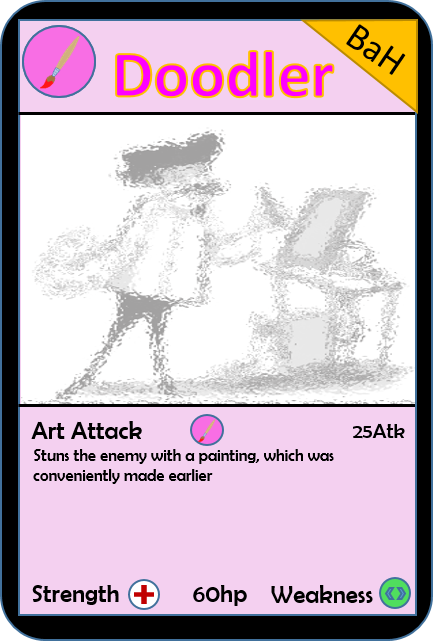 Doodler
BaH
Art Attack 25Atk
Stuns the enemy with a painting, which was
conveniently made earlier
Strength 60hp Weakness